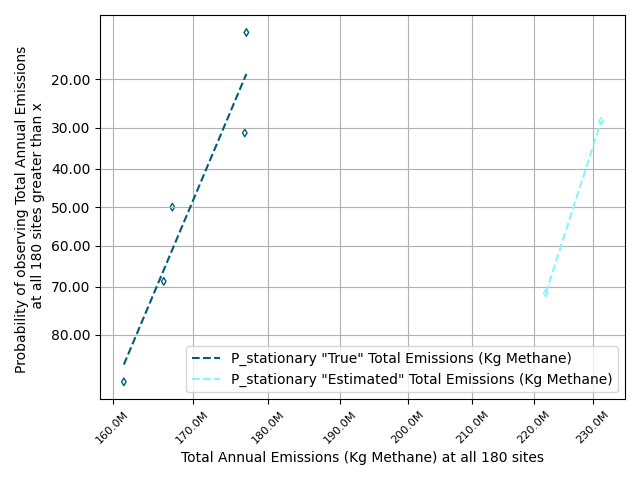 20.00
30.00
40.00
50.00
60.00
70.00
80.00
Probability of observing Total Annual Emissions
at all 180 sites greater than x
P_stationary "True" Total Emissions (Kg Methane)
P_stationary "Estimated" Total Emissions (Kg Methane)
160.0M 170.0M 180.0M 190.0M 200.0M 210.0M 220.0M 230.0M
Total Annual Emissions (Kg Methane) at all 180 sites